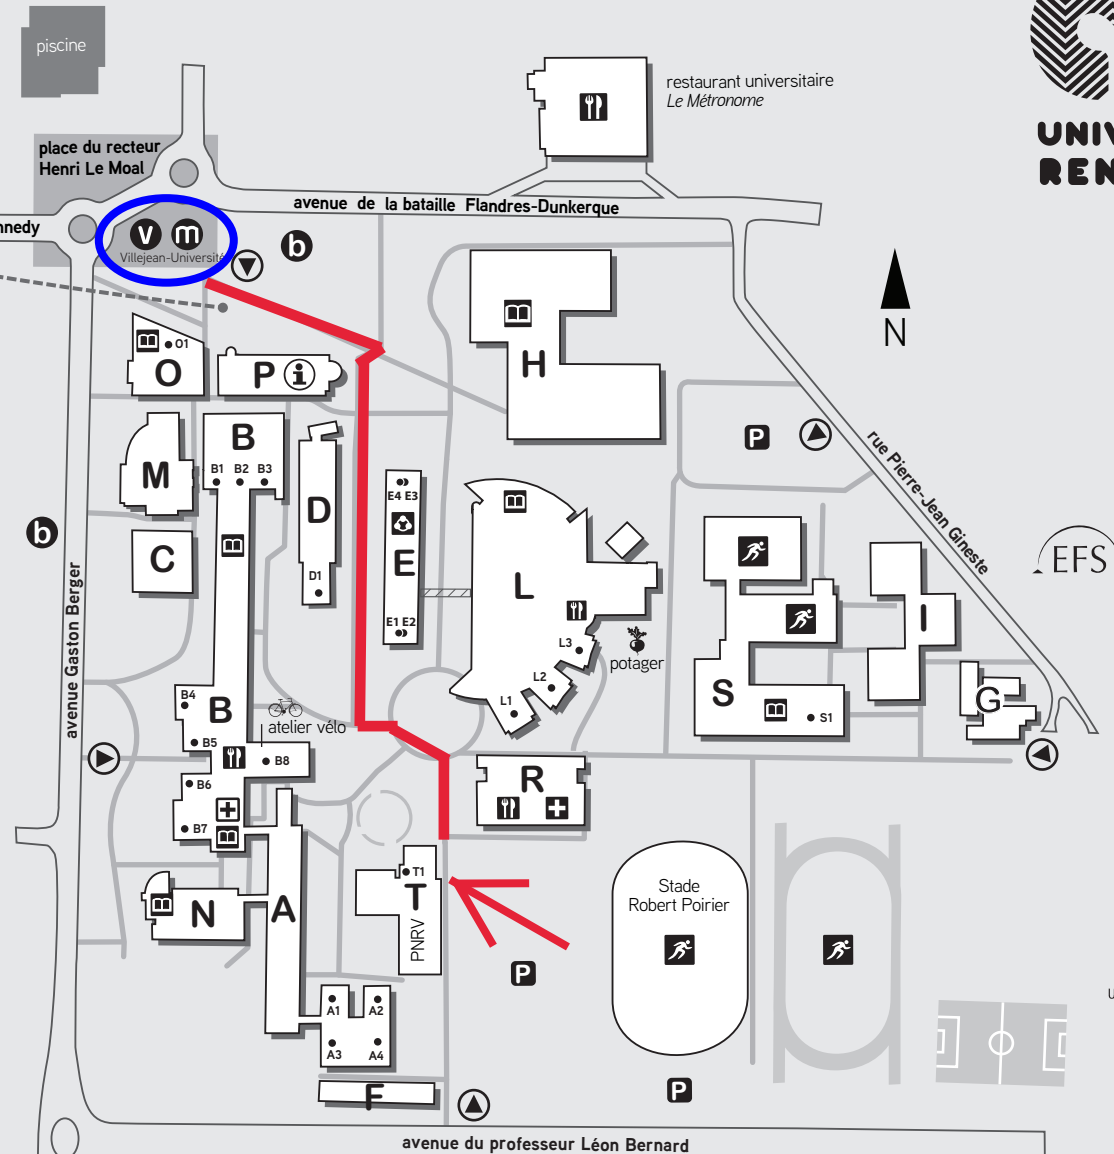 piscine
restaurant universitaire
Le Métronome
UNIV
REN
place du recteur
Henri Le Moal
avenue de la bataille Flandres-Dunkerque
nnedy
v m
b
Villejean-Université
N
O1
O
P i
H
B
B1 B2 B3
M
D
E4 E3
P
rue Pierre-Jean Gineste
b
C
E
L
EFS
D1
E1 E2
L3
potager
I
avenue Gaston Berger
B4
B
L2
L1
S
S1
G
atelier vélo
B5
B8
B6
R
B7
T1
T
PNRV
Stade
Robert Poirier
N
A
P
A1 A2
A3 A4
F
P
avenue du professeur Léon Bernard